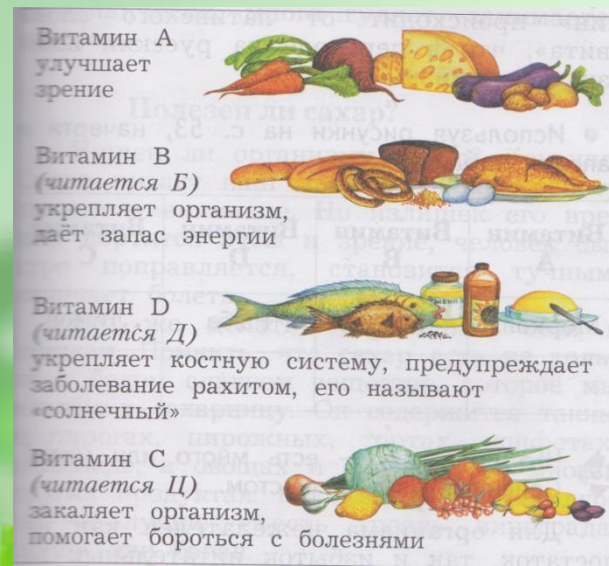 Витамин А
улучшает
зрение
Витамин В
(читается Б)
укрепляет организм,
даёт запас энергии
Витамин D
(читается Д)
укрепляет костную систему, предупреждает
заболевание рахитом, его называют
«солнечный»
Витамин С
(читается Ц)
закаляет организм,
помогает бороться с болезнями